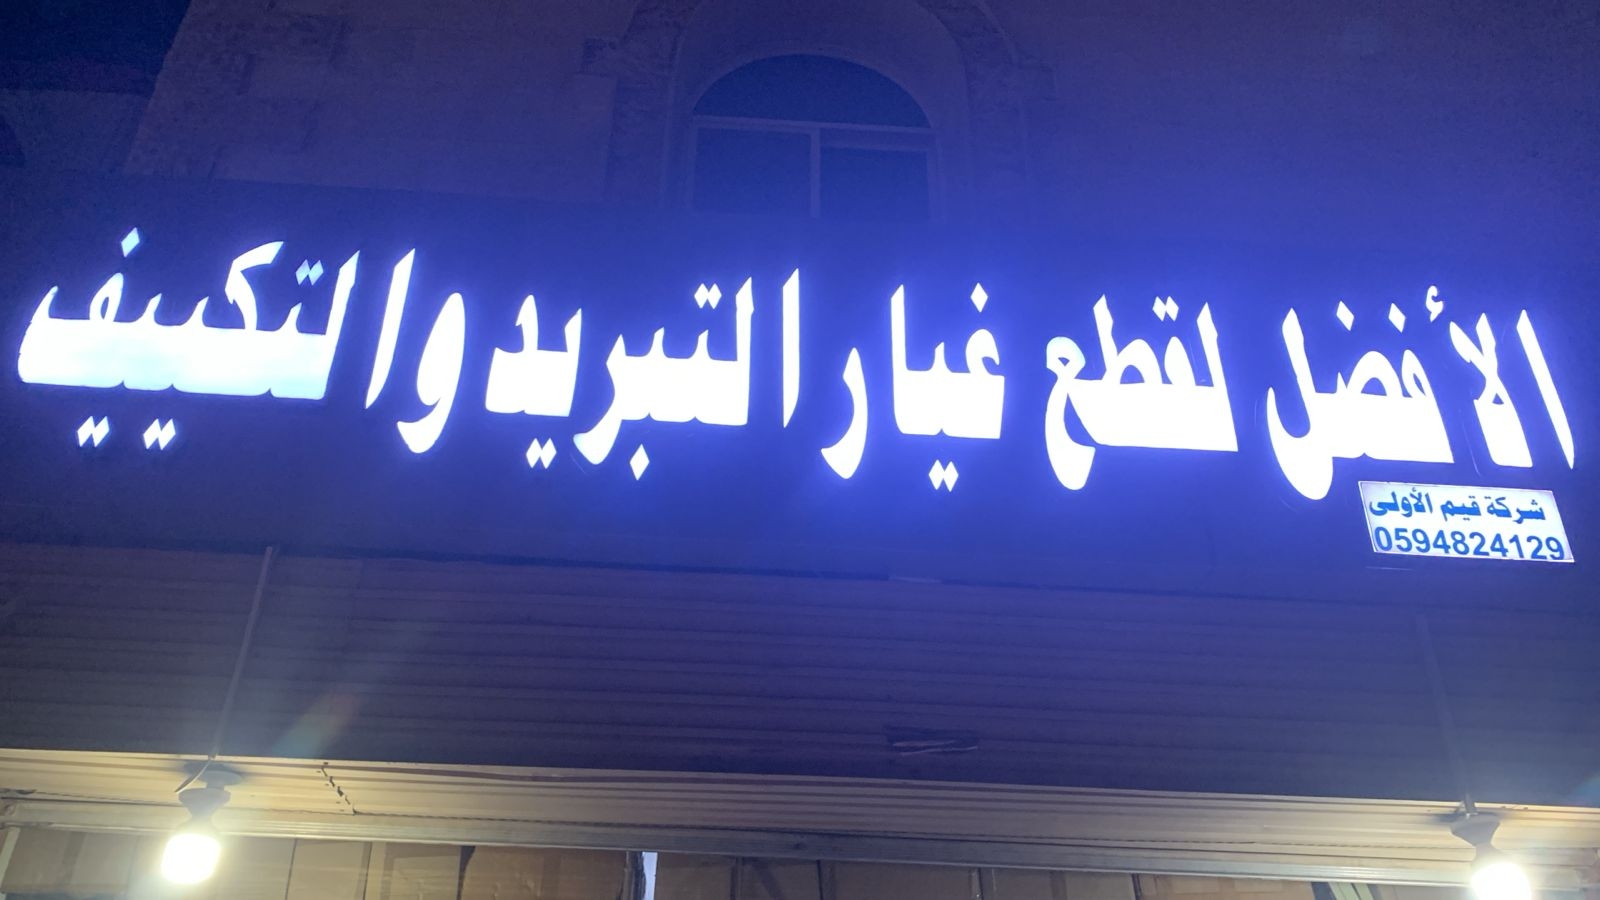 الأفضل لقطع غيار التبريد والتكييف
شركة قيم الأولى
0594824129